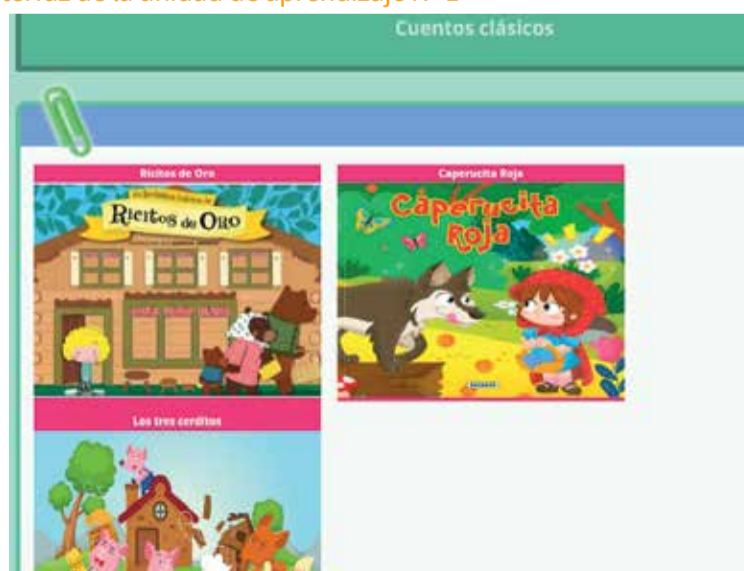 Cuentos clásicos
Ricitos de Oro
Ricitos de Oro
Caperucita Roja
Caperucita
Roja
Los tres cerditos